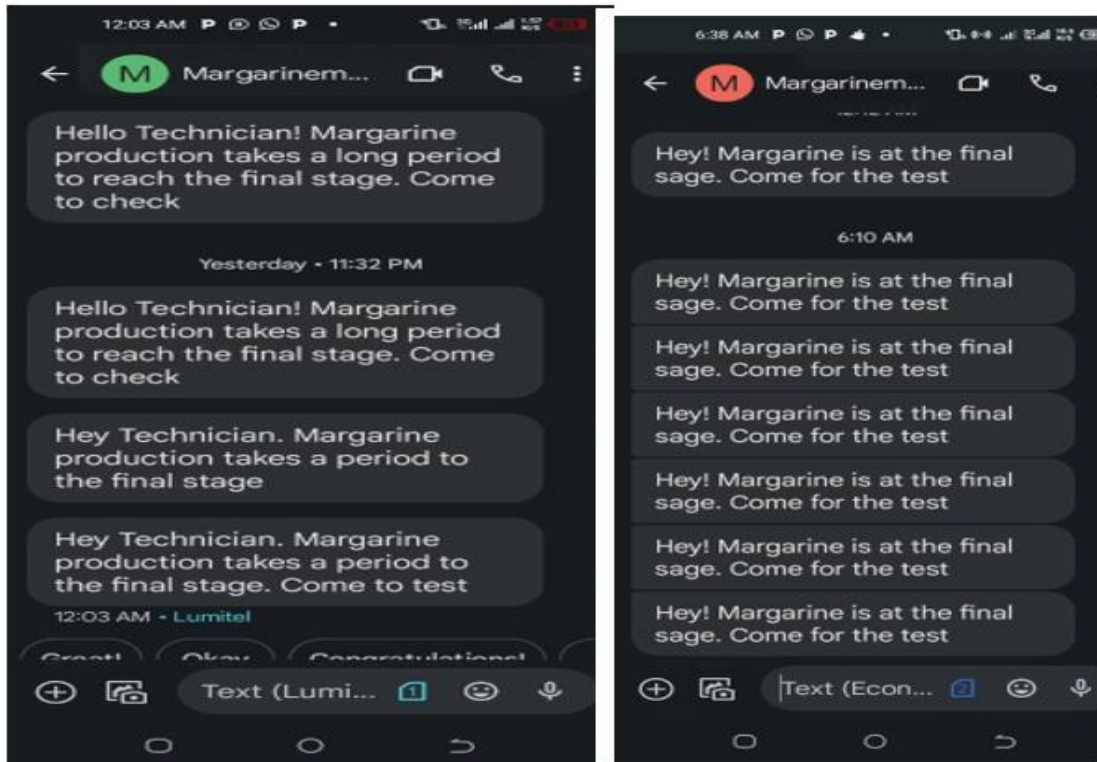 12:03 AM
M Margarinem...
Hello Technician! Margarine
production takes a long period
to reach the final stage. Come
to check
Yesterday • 11:32 PM
Hello Technician! Margarine
production takes a long period
to reach the final stage. Come
to check
Hey Technician. Margarine
production takes a period to
the final stage
Hey Technician. Margarine
production takes a period to
the final stage. Come to test
12:03 AM • Lumitel
Great! Okay Congratulations!
Text (Lumi... 1
6:38 AM
M Margarinem...
Hey! Margarine is at the final
sage. Come for the test
6:10 AM
Hey! Margarine is at the final
sage. Come for the test
Hey! Margarine is at the final
sage. Come for the test
Hey! Margarine is at the final
sage. Come for the test
Hey! Margarine is at the final
sage. Come for the test
Hey! Margarine is at the final
sage. Come for the test
Hey! Margarine is at the final
sage. Come for the test
Text (Econ... 2